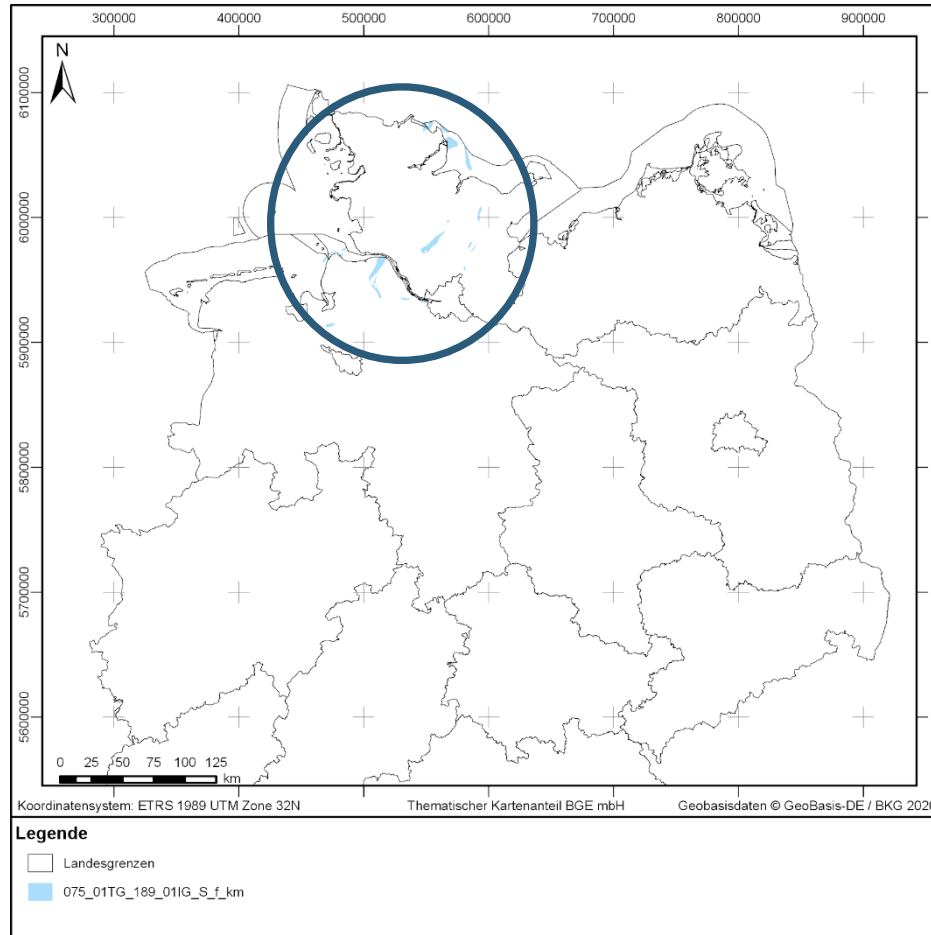 300000 400000 500000 600000 700000 800000 900000
N
6100000
6000000
5900000
5800000
5700000
5600000
0 25 50 75 100 125
km
Koordinatensystem: ETRS 1989 UTM Zone 32N Thematischer Kartenanteil BGE mbH Geobasisdaten © GeoBasis-DE / BKG 2020
Legende
Landesgrenzen
075_01TG_189_01IG_S_f_km